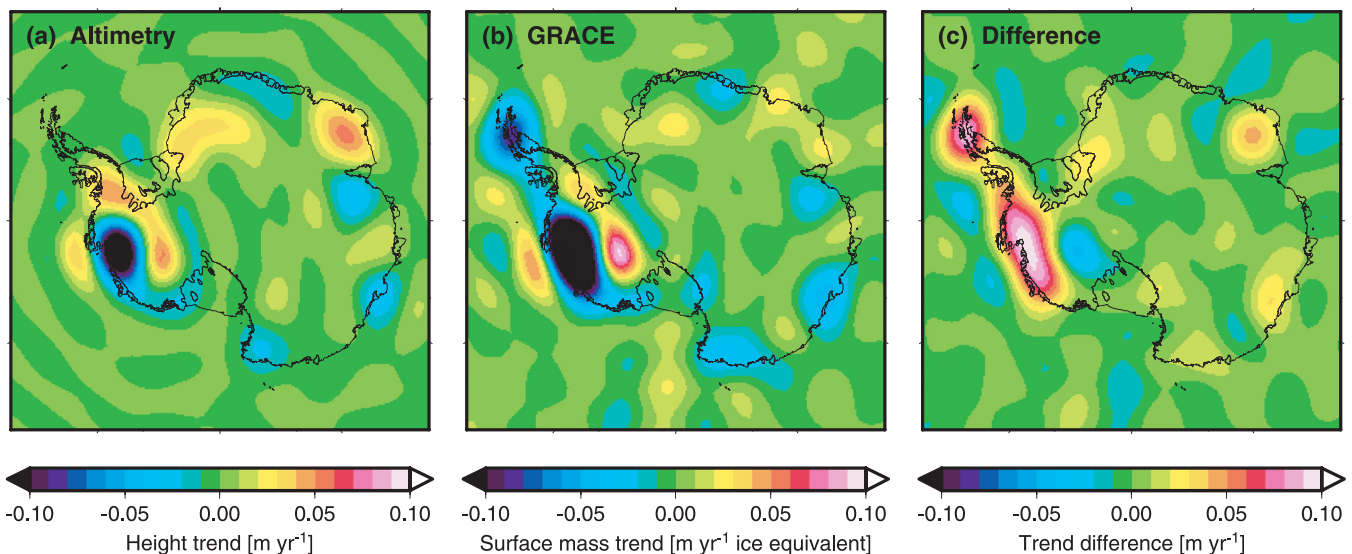 (a) Altimetry
(b) GRACE
(c) Difference
-0.10 -0.05 0.00 0.05 0.10
Height trend [m yr⁻¹]
-0.10 -0.05 0.00 0.05 0.10
Surface mass trend [m yr⁻¹ ice equivalent]
-0.10 -0.05 0.00 0.05 0.10
Trend difference [m yr⁻¹]